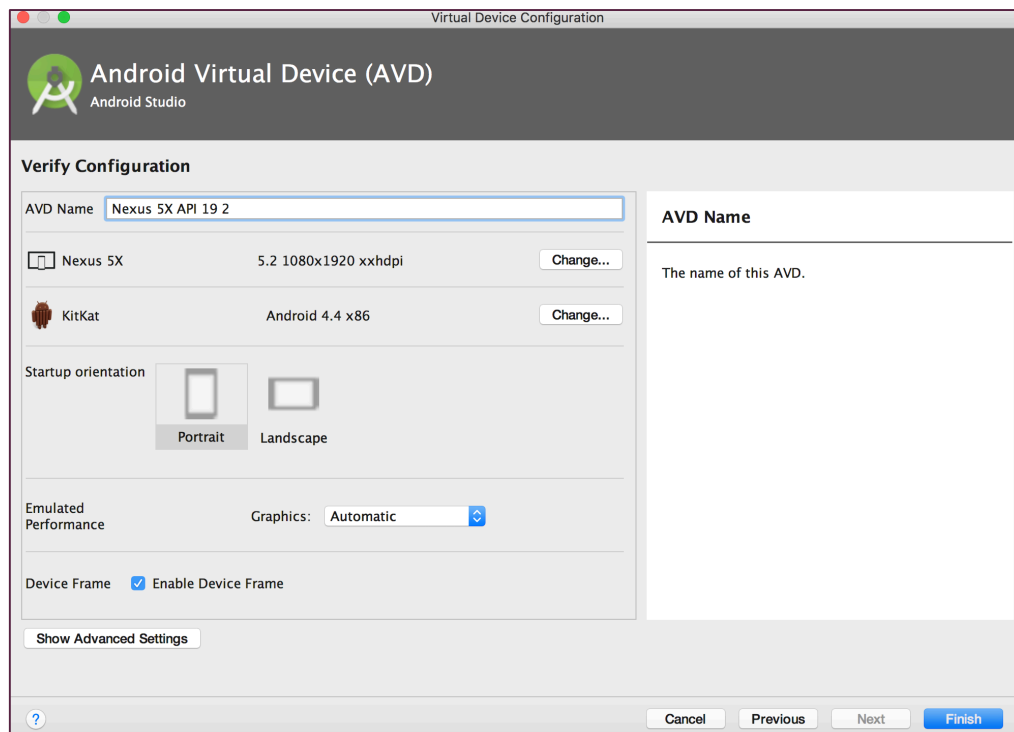 Virtual Device Configuration
Android Virtual Device (AVD)
Android Studio
Verify Configuration
AVD Name Nexus 5X API 19 2
Nexus 5X 5.2 1080x1920 xxhdpi Change...
KitKat Android 4.4 x86 Change...
Startup orientation
Portrait Landscape
Emulated
Performance
Graphics: Automatic
Device Frame Enable Device Frame
Show Advanced Settings
AVD Name
The name of this AVD.
? Cancel Previous Next Finish